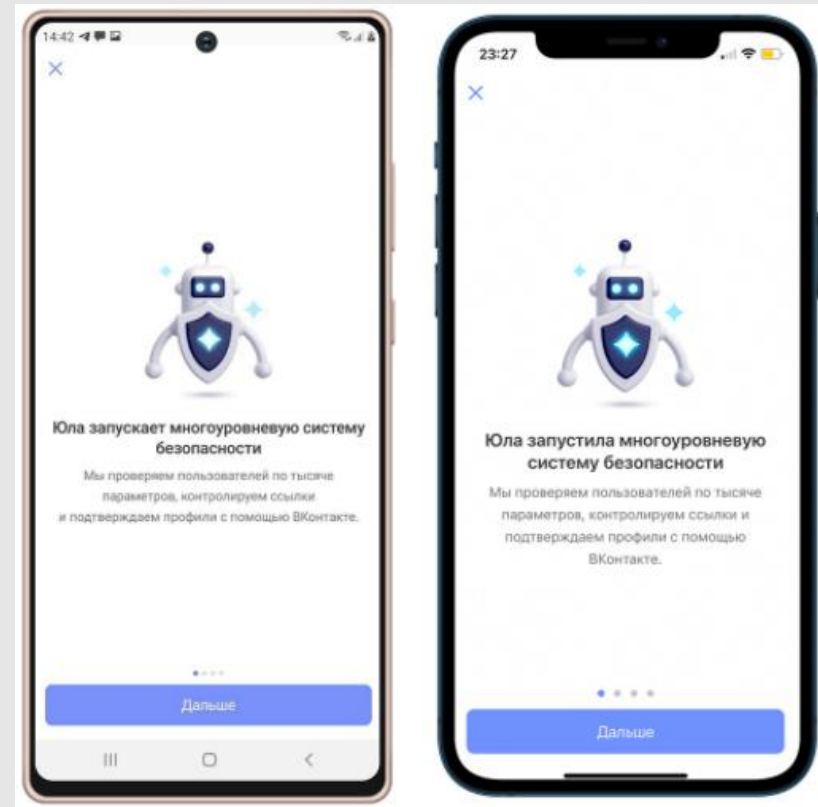 14:42
Юла запускает многоуровневую систему
безопасности
Мы проверяем пользователей по тысяче
параметров, контролируем ссылки
и подтверждаем профили с помощью ВКонтакте.
Дальше
23:27
Юла запустила многоуровневую
систему безопасности
Мы проверяем пользователей по тысяче
параметров, контролируем ссылки и
подтверждаем профили с помощью
ВКонтакте.
Дальше